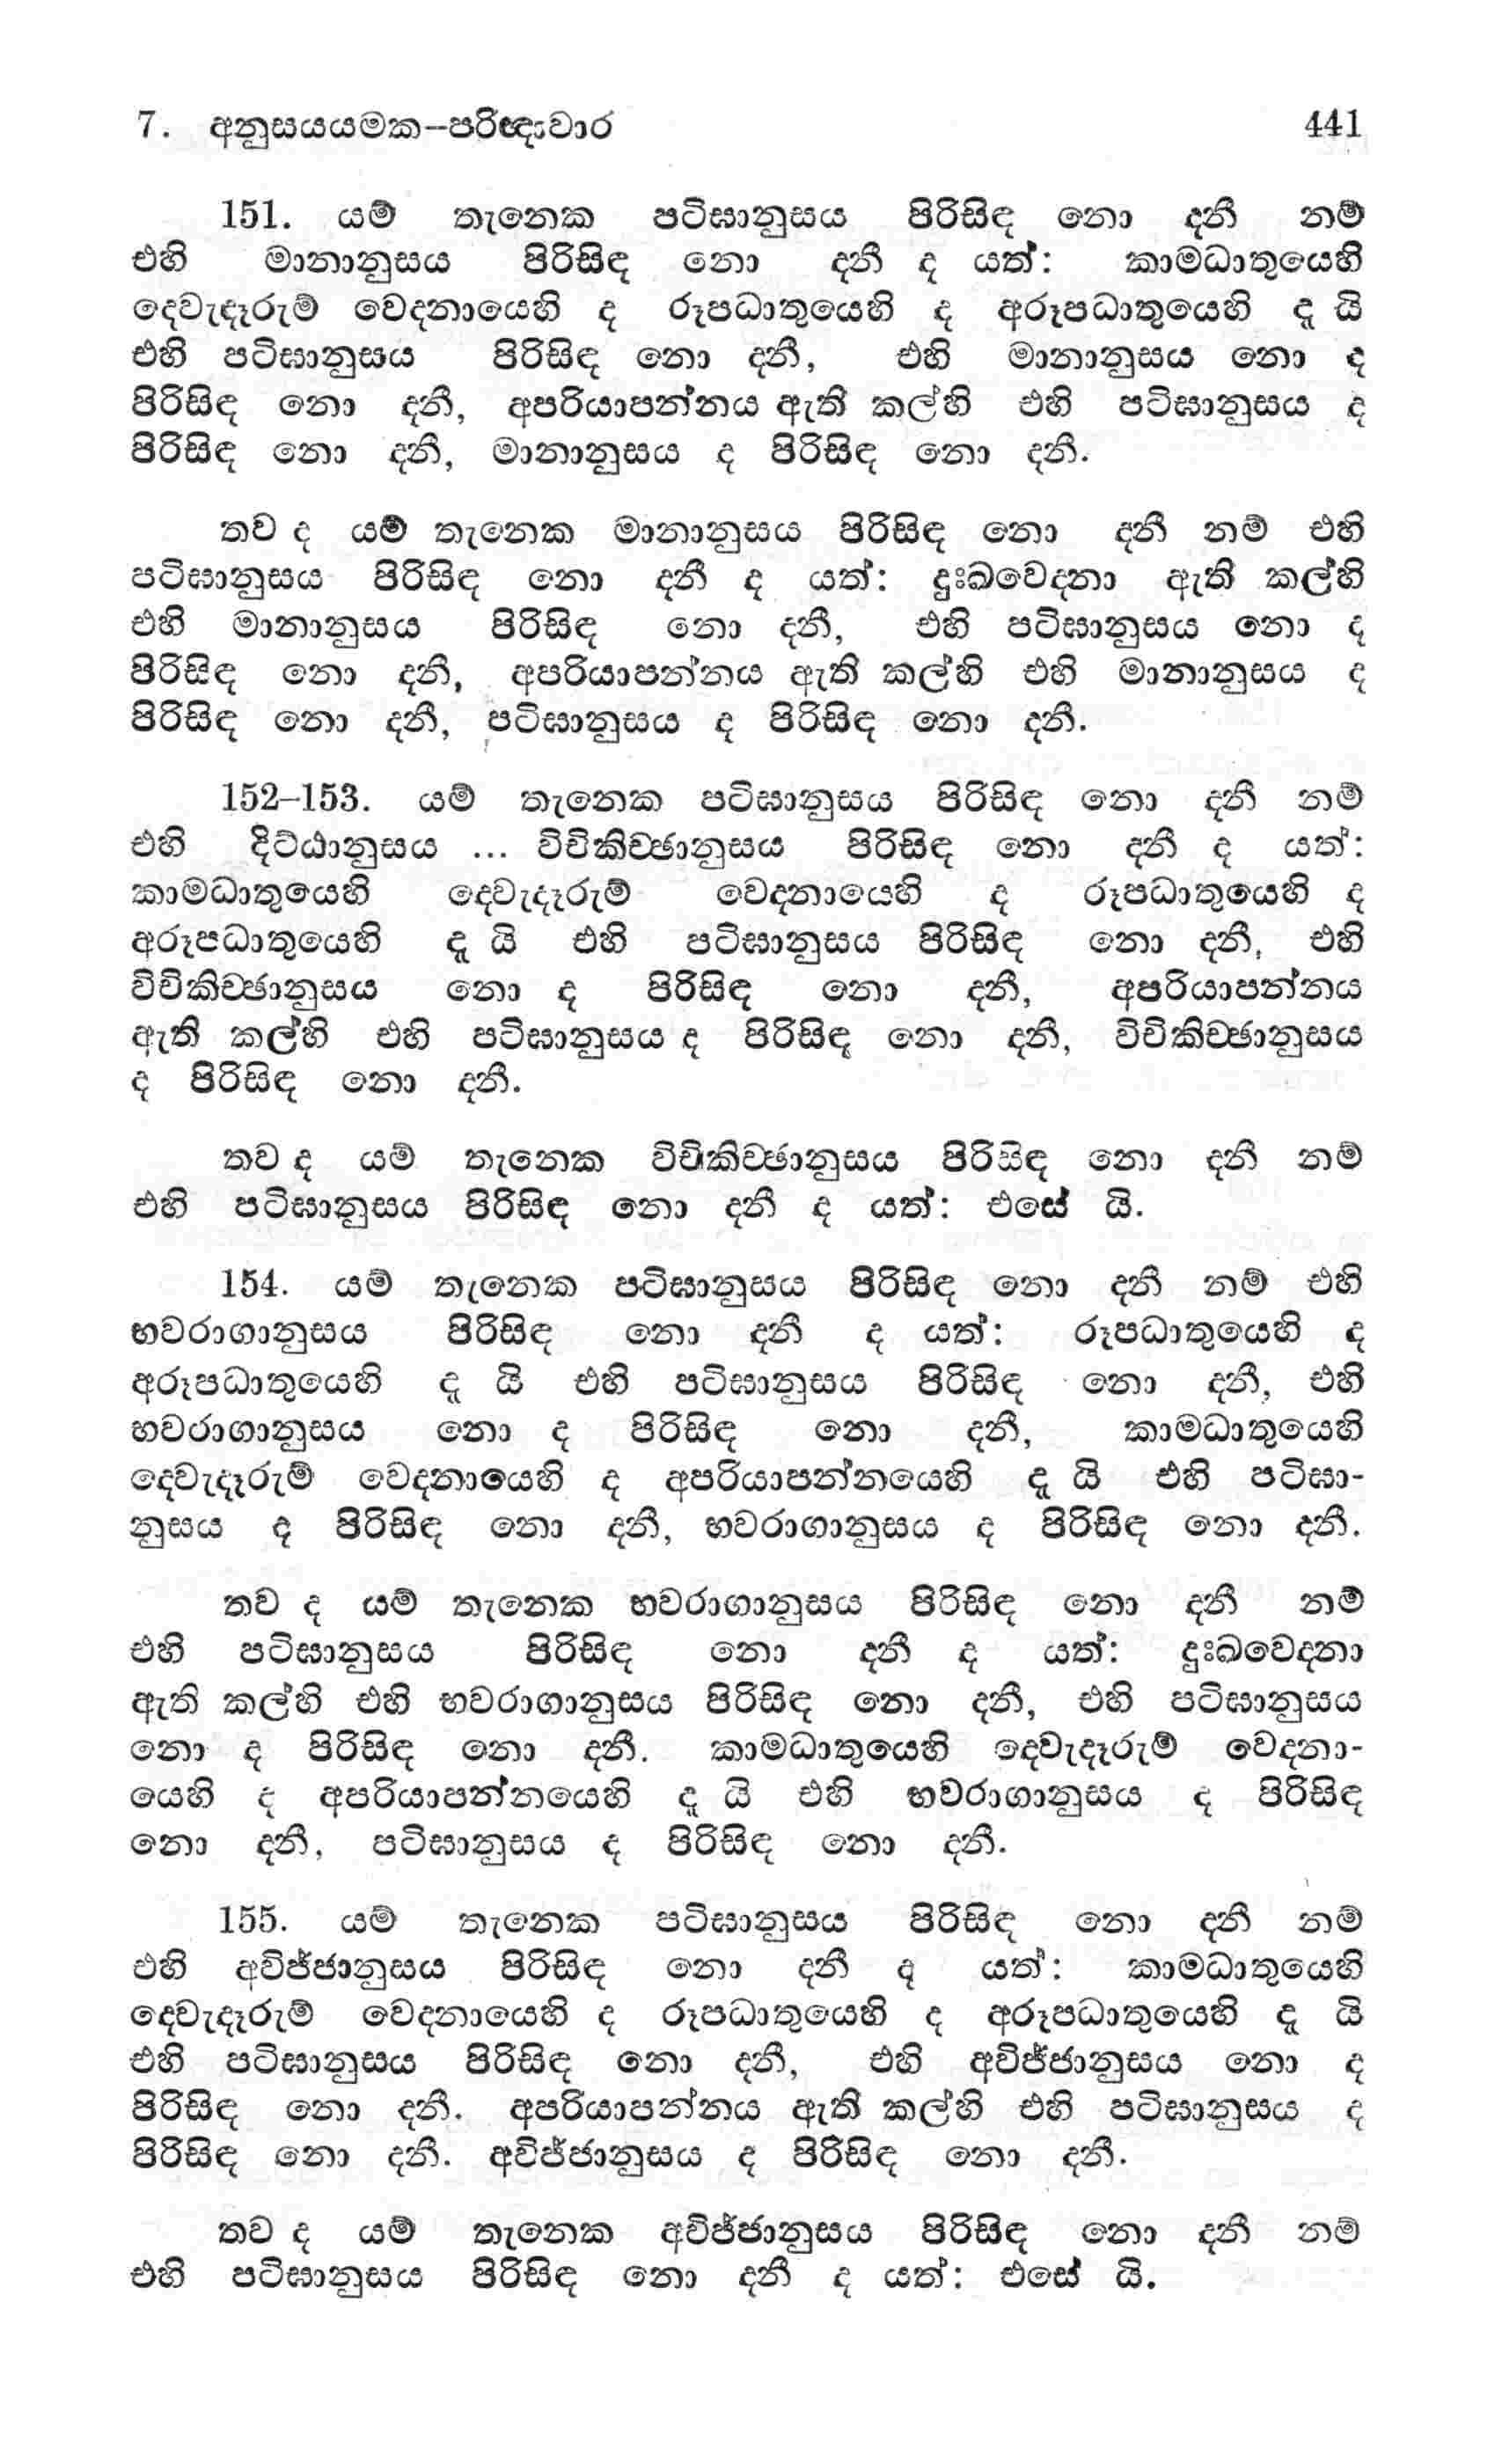 7. අනුසයයමක–පරිඤ්ඤවාර 441
151. යම් තැනෙක පටිඝානුසය පිරිසිඳ නො දනී නම්
එහි මානානුසය පිරිසිඳ නො දනී ද යත්: කාමධාතුයෙහි
දෙවැදෑරුම් වෙදනායෙහි ද රූපධාතුයෙහි ද අරූපධාතුයෙහි දූ යි
එහි පටිඝානුසය පිරිසිඳ නො දනී, එහි මානානුසය නො ද
පිරිසිඳ නො දනී, අපරියාපන්නය ඇති කල්හි එහි පටිඝානුසය ද
පිරිසිඳ නො දනී, මානානුසය ද පිරිසිඳ නො දනී.
තව ද යම් තැනෙක මානානුසය පිරිසිඳ නො දනී නම් එහි
පටිඝානුසය පිරිසිඳ නො දනී ද යත්: දුඃඛවෙදනා ඇති කල්හි
එහි මානානුසය පිරිසිඳ නො දනී, එහි පටිඝානුසය නො ද
පිරිසිඳ නො දනී, අපරියාපන්නය ඇති කල්හි එහි මානානුසය ද
පිරිසිඳ නො දනී, පටිඝානුසය ද පිරිසිඳ නො දනී.
152–153. යම් තැනෙක පටිඝානුසය පිරිසිඳ නො දනී නම්
එහි දිට්ඨානුසය ... විචිකිච්ඡානුසය පිරිසිඳ නො දනී ද යත්:
කාමධාතුයෙහි දෙවැදෑරුම් වෙදනායෙහි ද රූපධාතුයෙහි ද
අරූපධාතුයෙහි දූ යි එහි පටිඝානුසය පිරිසිඳ නො දනී, එහි
විචිකිච්ඡානුසය නො ද පිරිසිඳ නො දනී, අපරියාපන්නය
ඇති කල්හි එහි පටිඝානුසය ද පිරිසිඳ නො දනී, විචිකිච්ඡානුසය
ද පිරිසිඳ නො දනී.
තව ද යම් තැනෙක විචිකිච්ඡානුසය පිරිසිඳ නො දනී නම්
එහි පටිඝානුසය පිරිසිඳ නො දනී ද යත්: එසේ යි.
154. යම් තැනෙක පටිඝානුසය පිරිසිඳ නො දනී නම් එහි
භවරාගානුසය පිරිසිඳ නො දනී ද යත්: රූපධාතුයෙහි ද
අරූපධාතුයෙහි දූ යි එහි පටිඝානුසය පිරිසිඳ නො දනී, එහි
භවරාගානුසය නො ද පිරිසිඳ නො දනී, කාමධාතුයෙහි
දෙවැදෑරුම් වෙදනායෙහි ද අපරියාපන්නයෙහි දූ යි එහි පටිඝා-
නුසය ද පිරිසිඳ නො දනී, භවරාගානුසය ද පිරිසිඳ නො දනී.
තව ද යම් තැනෙක භවරාගානුසය පිරිසිඳ නො දනී නම්
එහි පටිඝානුසය පිරිසිඳ නො දනී ද යත්: දුඃඛවෙදනා
ඇති කල්හි එහි භවරාගානුසය පිරිසිඳ නො දනී, එහි පටිඝානුසය
නො ද පිරිසිඳ නො දනී. කාමධාතුයෙහි දෙවැදෑරුම් වෙදනා-
යෙහි ද අපරියාපන්නයෙහි දූ යි එහි භවරාගානුසය ද පිරිසිඳ
නො දනී, පටිඝානුසය ද පිරිසිඳ නො දනී.
155. යම් තැනෙක පටිඝානුසය පිරිසිඳ නො දනී නම්
එහි අවිජ්ජානුසය පිරිසිඳ නො දනී ද යත්: කාමධාතුයෙහි
දෙවැදෑරුම් වෙදනායෙහි ද රූපධාතුයෙහි ද අරූපධාතුයෙහි දූ යි
එහි පටිඝානුසය පිරිසිඳ නො දනී, එහි අවිජ්ජානුසය නො ද
පිරිසිඳ නො දනී. අපරියාපන්නය ඇති කල්හි එහි පටිඝානුසය ද
පිරිසිඳ නො දනී. අවිජ්ජානුසය ද පිරිසිඳ නො දනී.
තව ද යම් තැනෙක අවිජ්ජානුසය පිරිසිඳ නො දනී නම්
එහි පටිඝානුසය පිරිසිඳ නො දනී ද යත්: එසේ යි.